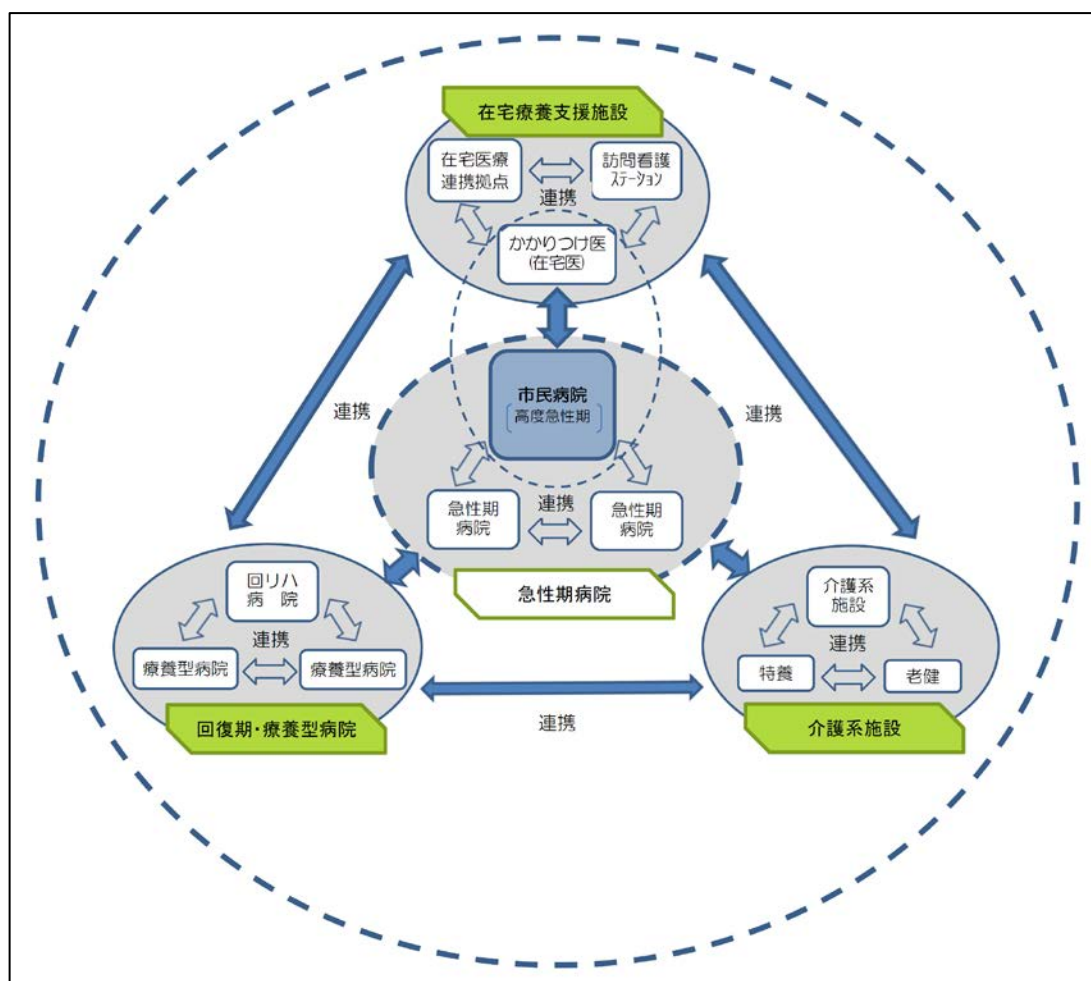 在宅療養支援施設
在宅医療
連携拠点
訪問看護
ステーション
連携
かかりつけ医
(在宅医)
市民病院
[高度急性期]
連携
連携
急性期
病院
連携
急性期
病院
急性期病院
回リハ
病 院
連携
療養型病院
療養型病院
回復期・療養型病院
介護系
施設
連携
特養
老健
介護系施設
連携